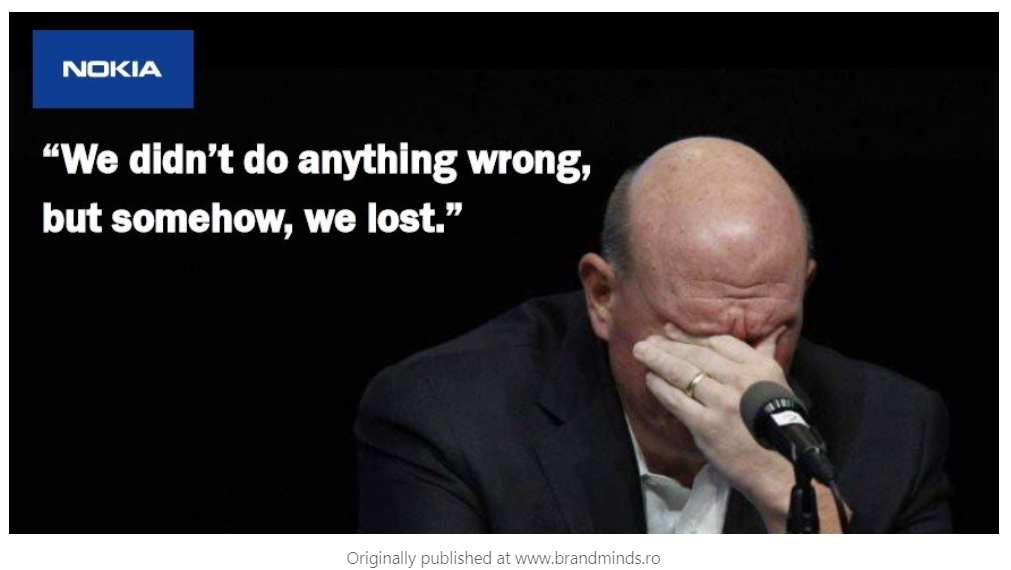 NOKIA
“We didn’t do anything wrong,
but somehow, we lost.”
Originally published at www.brandminds.ro